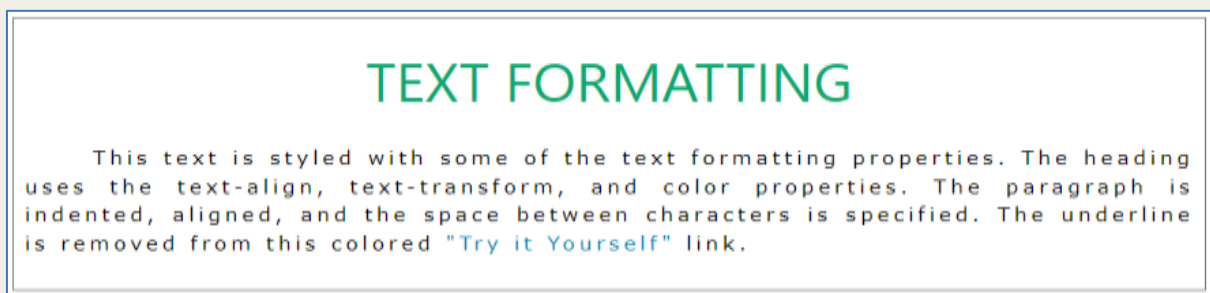 TEXT FORMATTING
This text is styled with some of the text formatting properties. The heading
uses the text-align, text-transform, and color properties. The paragraph is
indented, aligned, and the space between characters is specified. The underline
is removed from this colored "Try it Yourself" link.